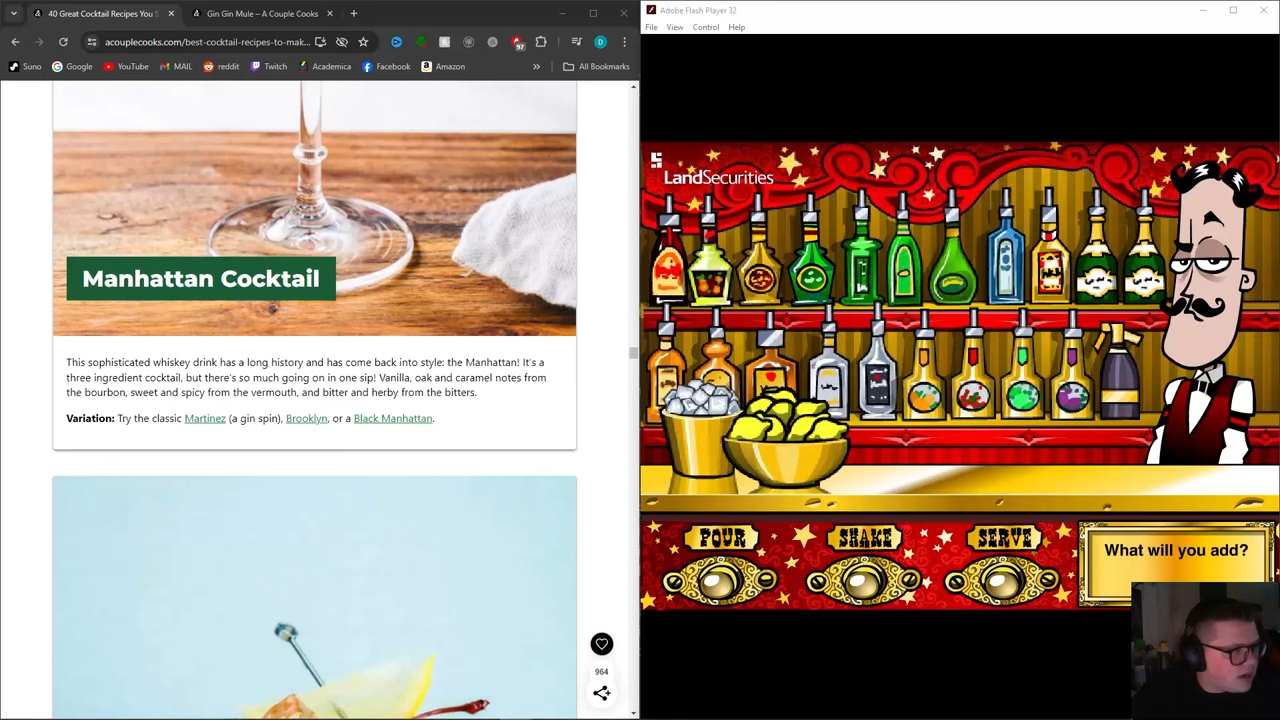 40 Great Cocktail Recipes You S
Gin Gin Mule – A Couple Cooks
acouplecooks.com/best-cocktail-recipes-to-mak...
97
D
Suno
Google
YouTube
MAIL
reddit
Twitch
Academica
Facebook
Amazon
All Bookmarks
Manhattan Cocktail
This sophisticated whiskey drink has a long history and has come back into style: the Manhattan! It's a
three ingredient cocktail, but there's so much going on in one sip! Vanilla, oak and caramel notes from
the bourbon, sweet and spicy from the vermouth, and bitter and herby from the bitters.
Variation: Try the classic Martinez (a gin spin), Brooklyn, or a Black Manhattan.
964
Adobe Flash Player 32
File View Control Help
LandSecurities
POUR
SHAKE
SERVE
What will you add?